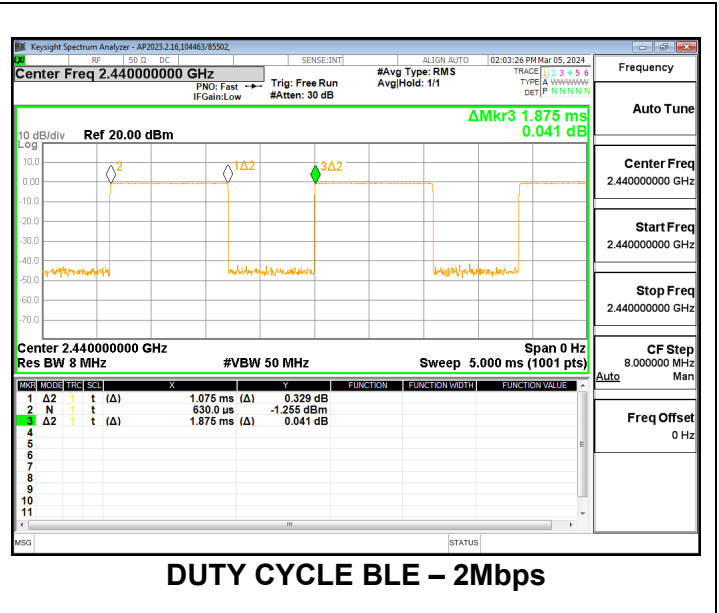 Keysight Spectrum Analyzer - AP2023.2.16,104463/85502,
RF 50 Ω DC SENSE:INT ALIGN AUTO 02:03:26 PM Mar 05, 2024
Center Freq 2.440000000 GHz
PNO: Fast
IFGain:Low
Trig: Free Run
#Atten: 30 dB
#Avg Type: RMS
Avg|Hold: 1/1
TRACE 1 2 3 4 5 6
TYPE A WWWWW
DET P N N N N N
ΔMkr3 1.875 ms
0.041 dB
10 dB/div Ref 20.00 dBm
Log
10.0
0.00
-10.0
-20.0
-30.0
-40.0
-50.0
-60.0
-70.0
2
1Δ2
3Δ2
Center 2.440000000 GHz Span 0 Hz
Res BW 8 MHz #VBW 50 MHz Sweep 5.000 ms (1001 pts)
MKR MODE TRC SCL X Y FUNCTION FUNCTION WIDTH FUNCTION VALUE
1 Δ2 1 t (Δ) 1.075 ms (Δ) 0.329 dB
2 N 1 t 630.0 µs -1.255 dBm
3 Δ2 1 t (Δ) 1.875 ms (Δ) 0.041 dB
4
5
6
7
8
9
10
11
MSG STATUS
Frequency
Auto Tune
Center Freq
2.440000000 GHz
Start Freq
2.440000000 GHz
Stop Freq
2.440000000 GHz
CF Step
8.000000 MHz
Auto Man
Freq Offset
0 Hz
DUTY CYCLE BLE – 2Mbps